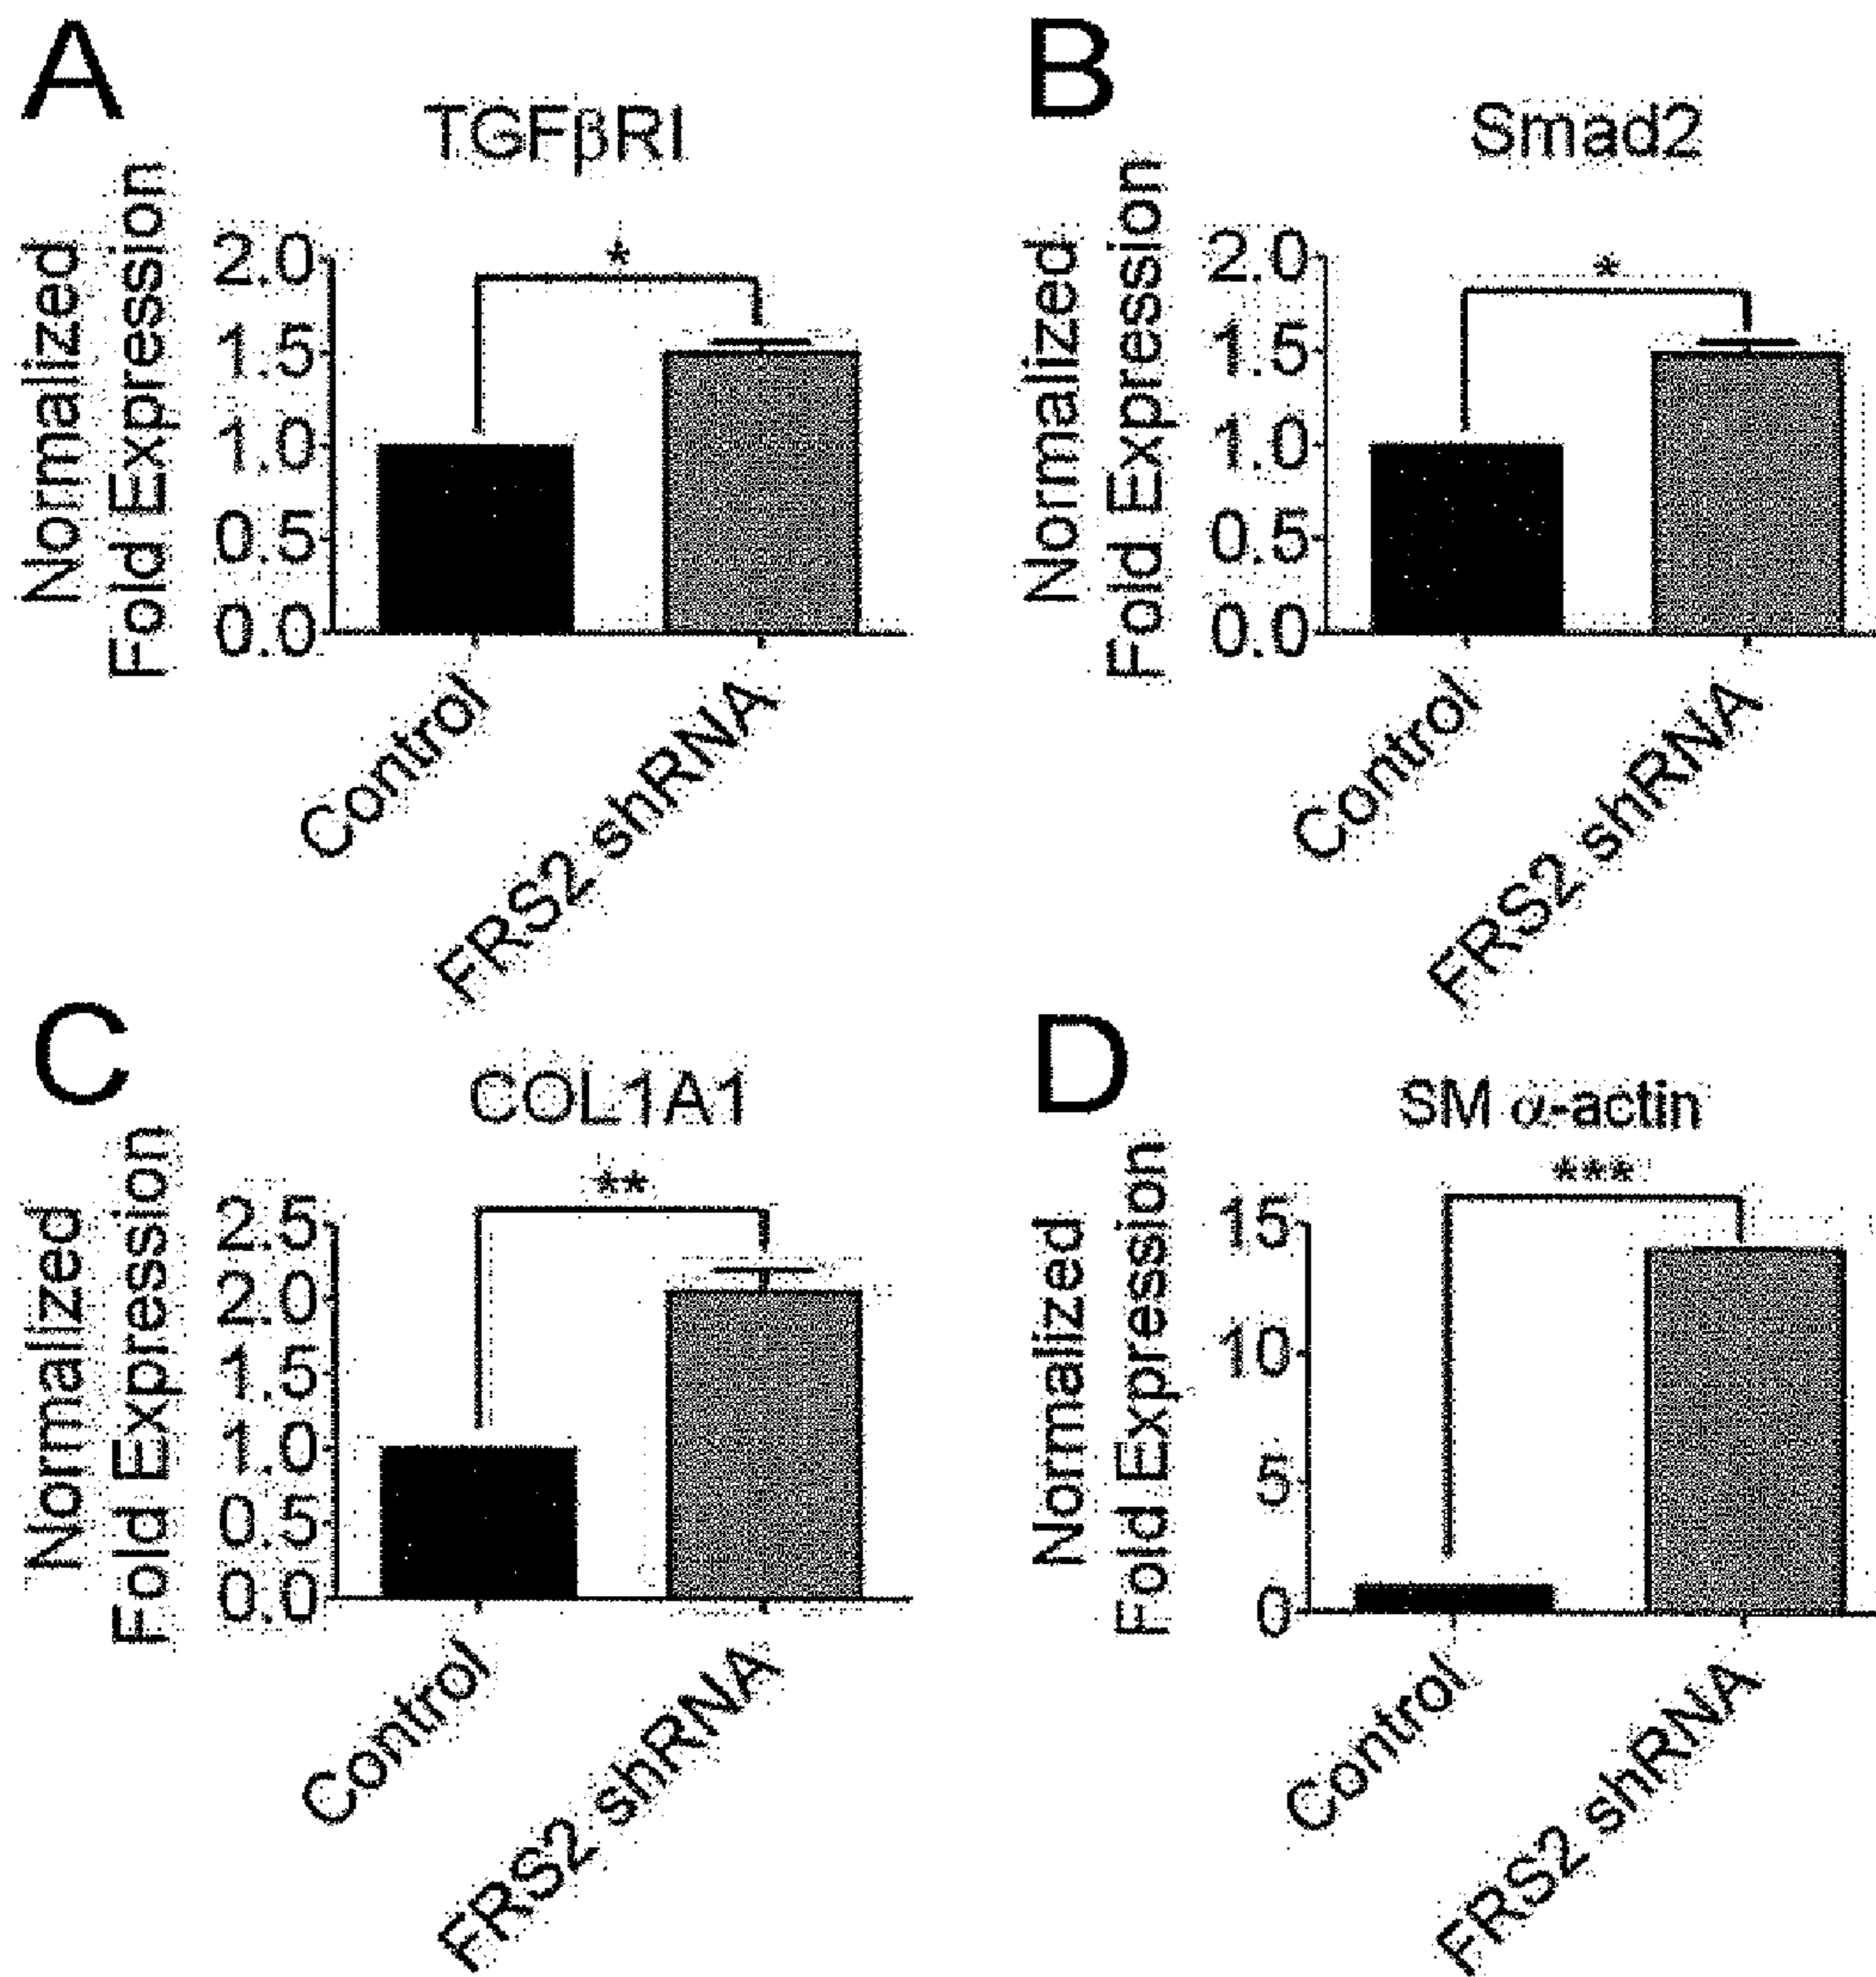 A
TGFβRI
Normalized
Fold Expression
2.0
1.5
1.0
0.5
0.0
*
Control
FRS2 shRNA
B
Smad2
Normalized
Fold Expression
2.0
1.5
1.0
0.5
0.0
*
Control
FRS2 shRNA
C
COL1A1
Normalized
Fold Expression
2.5
2.0
1.5
1.0
0.5
0.0
**
Control
FRS2 shRNA
D
SM α-actin
Normalized
Fold Expression
15
10
5
0
***
Control
FRS2 shRNA